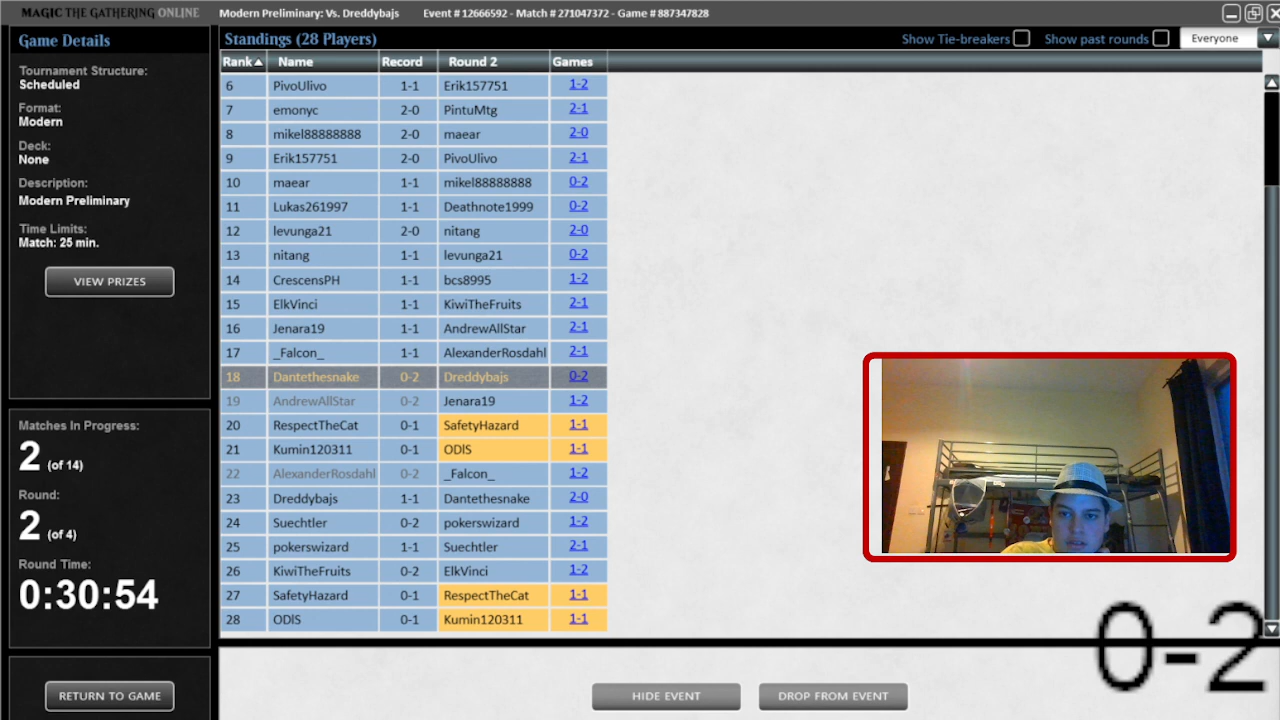 MAGIC THE GATHERING ONLINE Modern Preliminary: Vs. Dreddybajs Event # 12666592 - Match # 271047372 - Game # 887347828
Game Details
Tournament Structure:
Scheduled
Format:
Modern
Deck:
None
Description:
Modern Preliminary
Time Limits:
Match: 25 min.
VIEW PRIZES
Matches In Progress:
2 (of 14)
Round:
2 (of 4)
Round Time:
0:30:54
RETURN TO GAME
Standings (28 Players) Show Tie-breakers Show past rounds Everyone
Rank Name Record Round 2 Games
6 PivoUlivo 1-1 Erik157751 1-2
7 emonyc 2-0 PintuMtg 2-1
8 mikel88888888 2-0 maear 2-0
9 Erik157751 2-0 PivoUlivo 2-1
10 maear 1-1 mikel88888888 0-2
11 Lukas261997 1-1 Deathnote1999 0-2
12 levunga21 2-0 nitang 2-0
13 nitang 1-1 levunga21 0-2
14 CrescensPH 1-1 bcs8995 1-2
15 ElkVinci 1-1 KiwiTheFruits 2-1
16 Jenara19 1-1 AndrewAllStar 2-1
17 _Falcon_ 1-1 AlexanderRosdahl 2-1
18 Dantethesnake 0-2 Dreddybajs 0-2
19 AndrewAllStar 0-2 Jenara19 1-2
20 RespectTheCat 0-1 SafetyHazard 1-1
21 Kumin120311 0-1 ODlS 1-1
22 AlexanderRosdahl 0-2 _Falcon_ 1-2
23 Dreddybajs 1-1 Dantethesnake 2-0
24 Suechtler 0-2 pokerswizard 1-2
25 pokerswizard 1-1 Suechtler 2-1
26 KiwiTheFruits 0-2 ElkVinci 1-2
27 SafetyHazard 0-1 RespectTheCat 1-1
28 ODlS 0-1 Kumin120311 1-1
0-2
HIDE EVENT DROP FROM EVENT